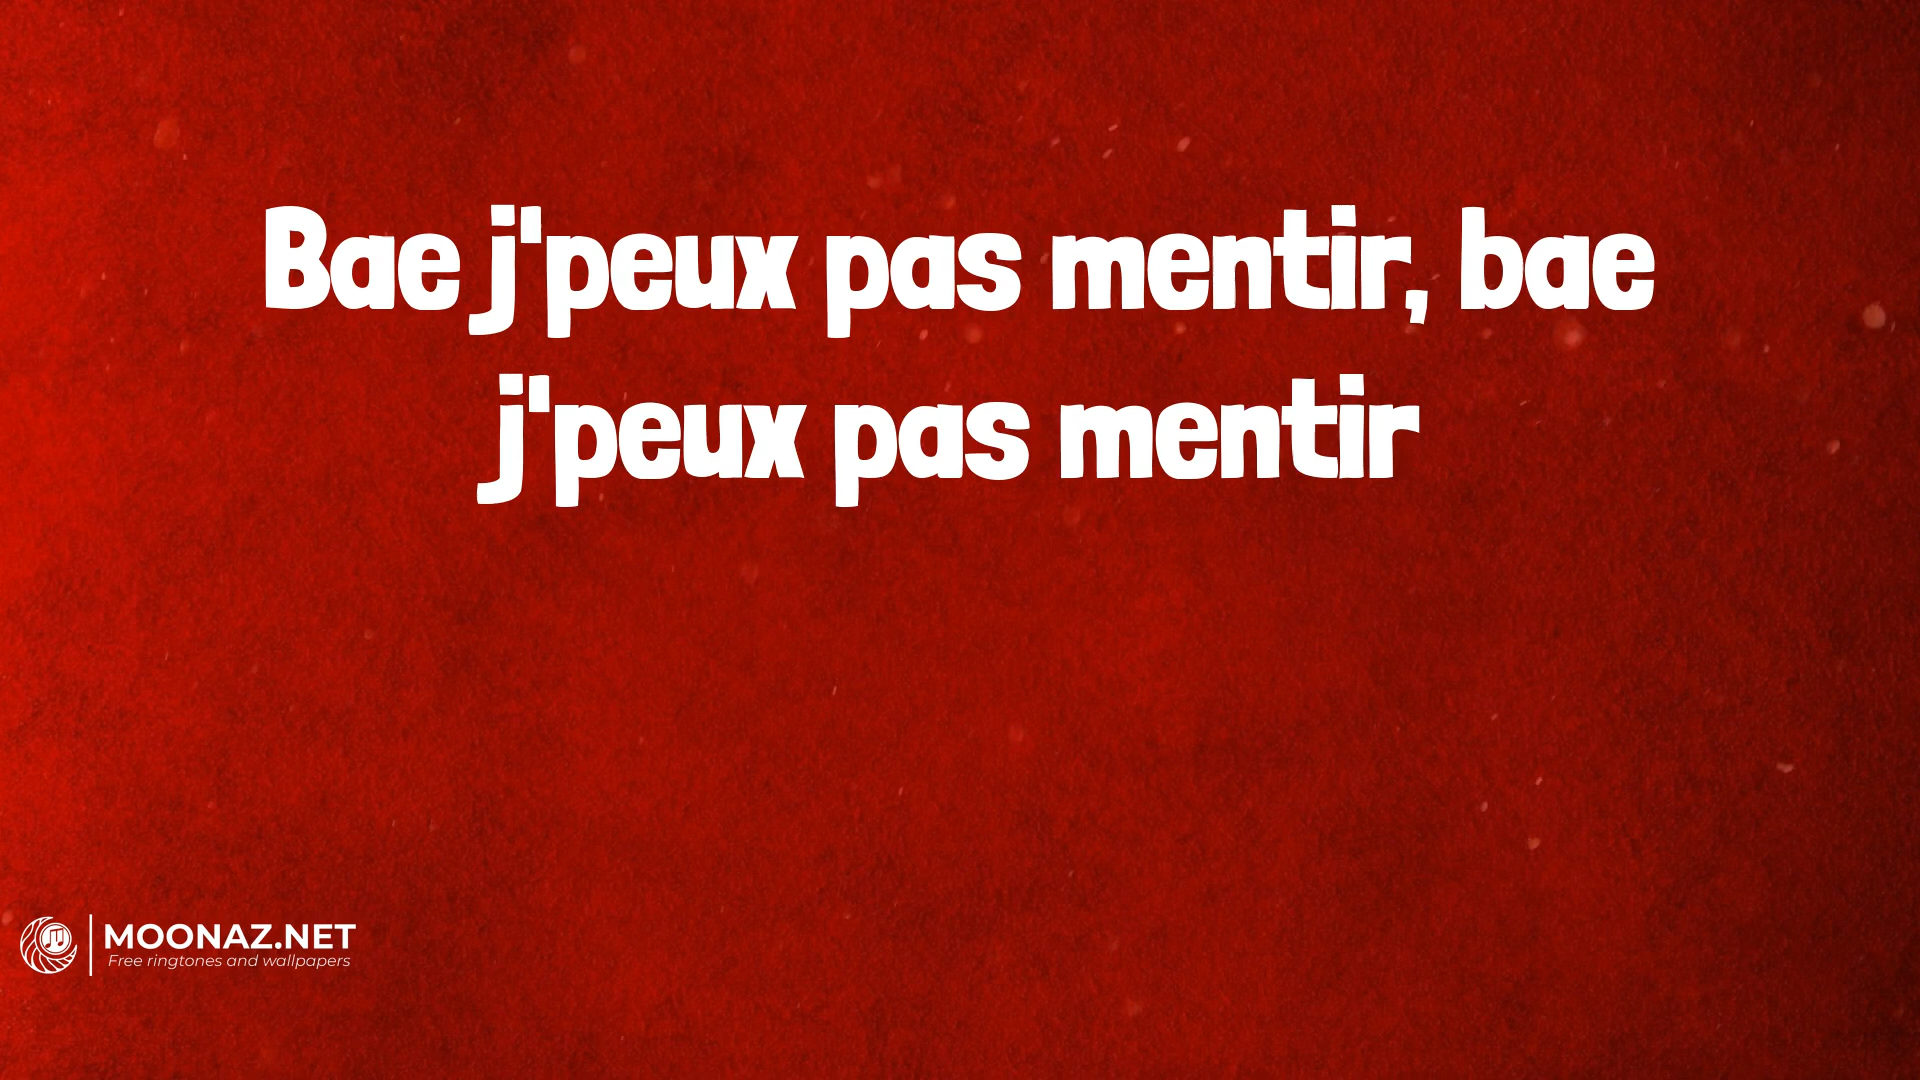 Bae j'peux pas mentir, bae
j'peux pas mentir
MOONAZ.NET
Free ringtones and wallpapers